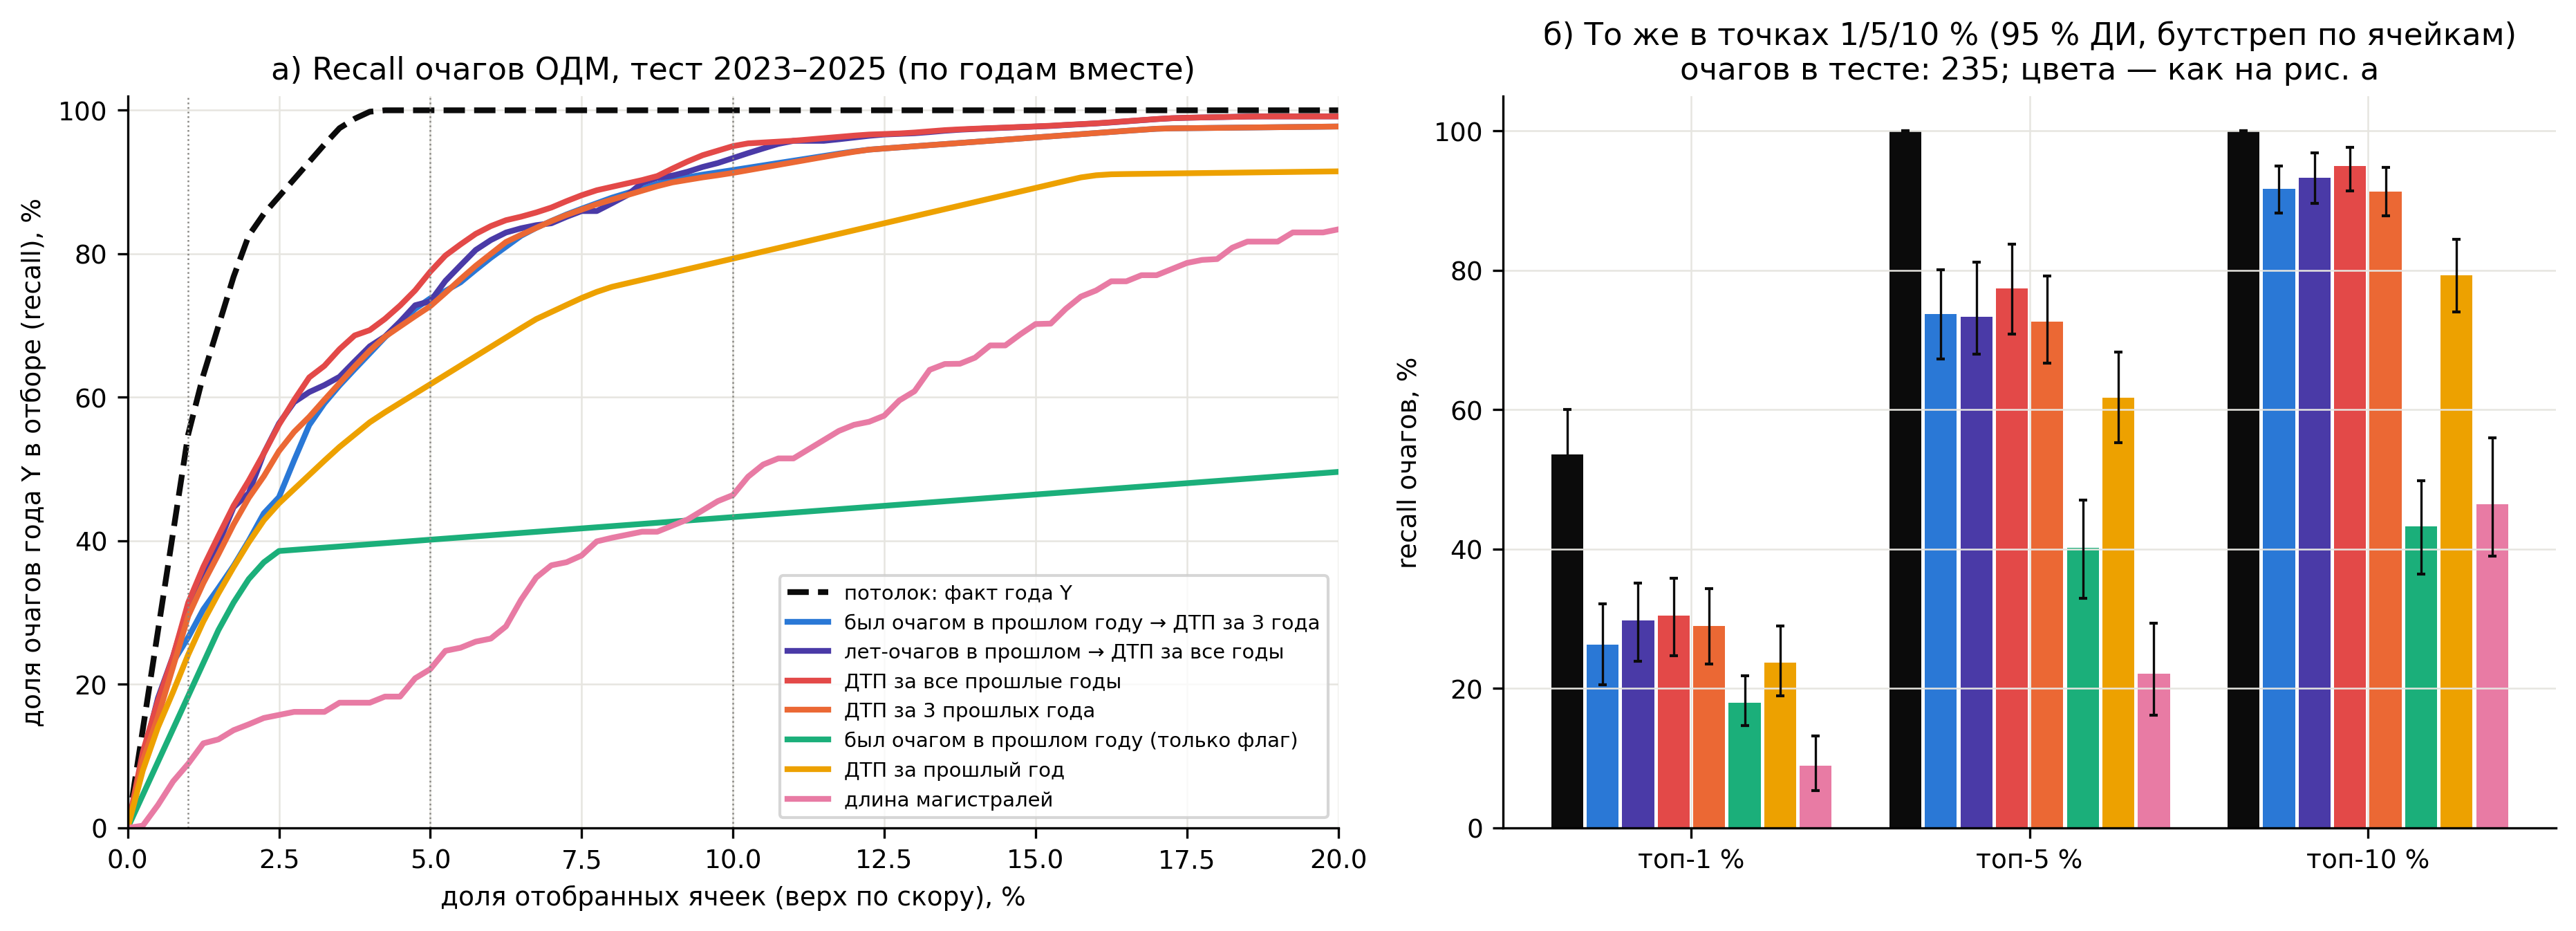 а) Recall очагов ОДМ, тест 2023–2025 (по годам вместе)
доля очагов года Y в отборе (recall), %
100
80
60
40
20
0
0.0
2.5
5.0
7.5
10.0
12.5
15.0
17.5
20.0
доля отобранных ячеек (верх по скору), %
потолок: факт года Y
был очагом в прошлом году → ДТП за 3 года
лет-очагов в прошлом → ДТП за все годы
ДТП за все прошлые годы
ДТП за 3 прошлых года
был очагом в прошлом году (только флаг)
ДТП за прошлый год
длина магистралей
б) То же в точках 1/5/10 % (95 % ДИ, бутстреп по ячейкам)
очагов в тесте: 235; цвета — как на рис. а
recall очагов, %
100
80
60
40
20
0
топ-1 %
топ-5 %
топ-10 %